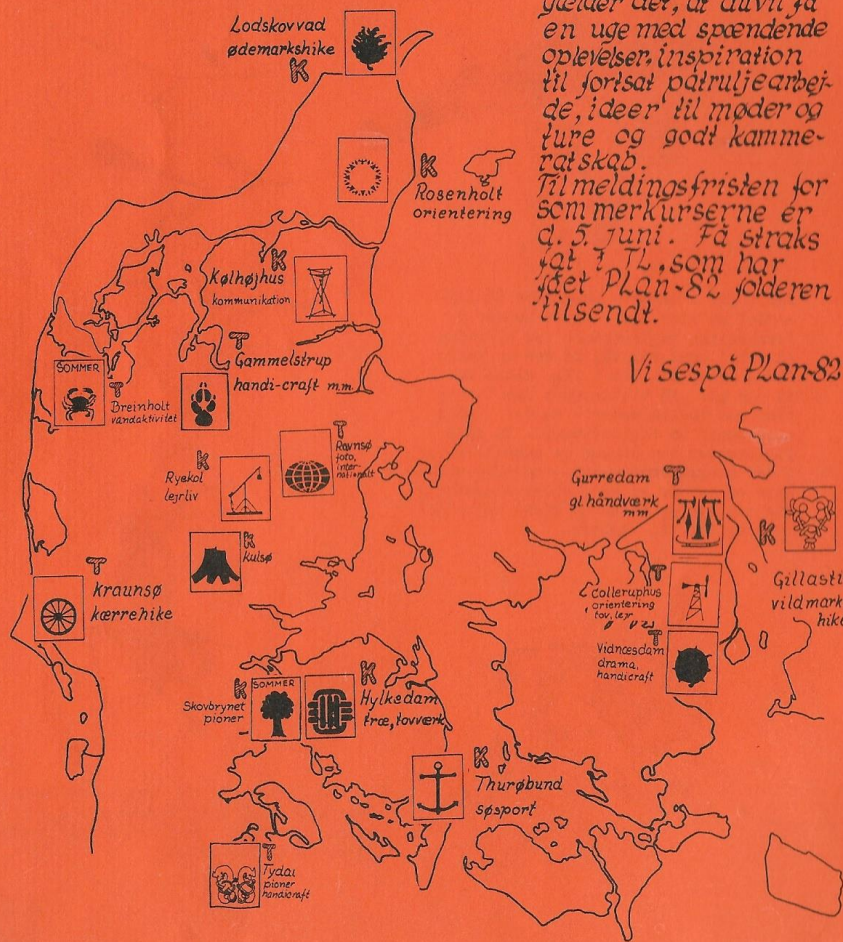 gælder det, at du vil få
en uge med spændende
oplevelser, inspiration
til fortsat patruljearbej-
de, ideer til møder og
ture og godt kamme-
ratskab.
Tilmeldingsfristen for
sommerkurserne er
d. 5. juni. Få straks
fat i TL, som har
fået PLan-82 folderen
tilsendt.
Vi ses på PLan-82
Lodskovvad
ødemarkshike
K
K
Rosenholt
orientering
K
Kølhøjhus
kommunikation
T
Gammelstrup
handi-craft m.m.
SOMMER
T
Breinholt
vandaktivitet
T
Ravnsø
foto,
inter-
nationalt
K
Ryekol
lejrliv
K
kulsø
T
kraunsø
kærrehike
K
Skovbrynet
pioner
SOMMER
K
Hylkedam
træ, tovværk
K
Thurøbund
søsport
T
Tydal
pioner
handicraft
Gurredam
gl håndværk
mm
T
K
Gillasti
vildmark
hike
T
Colleruphus
orientering
tov, lejr
T
Vidnæsdam
drama,
handicraft